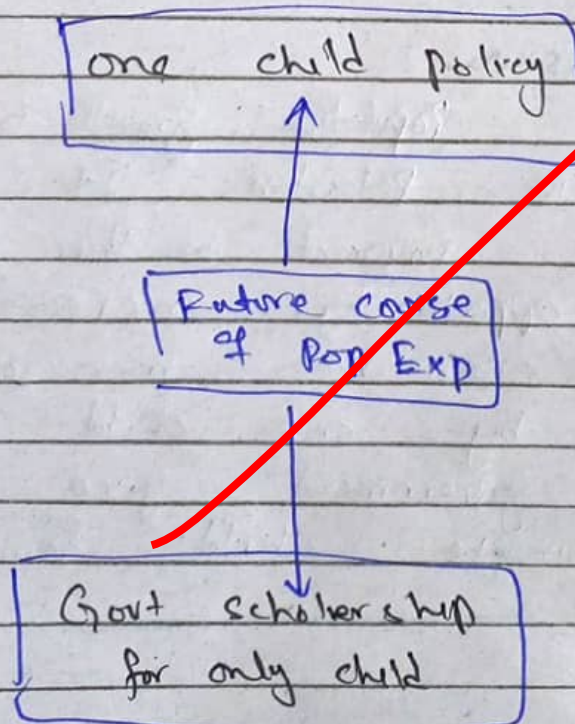 one child policy
Future course
of Pop Exp
Govt scholership
for only child